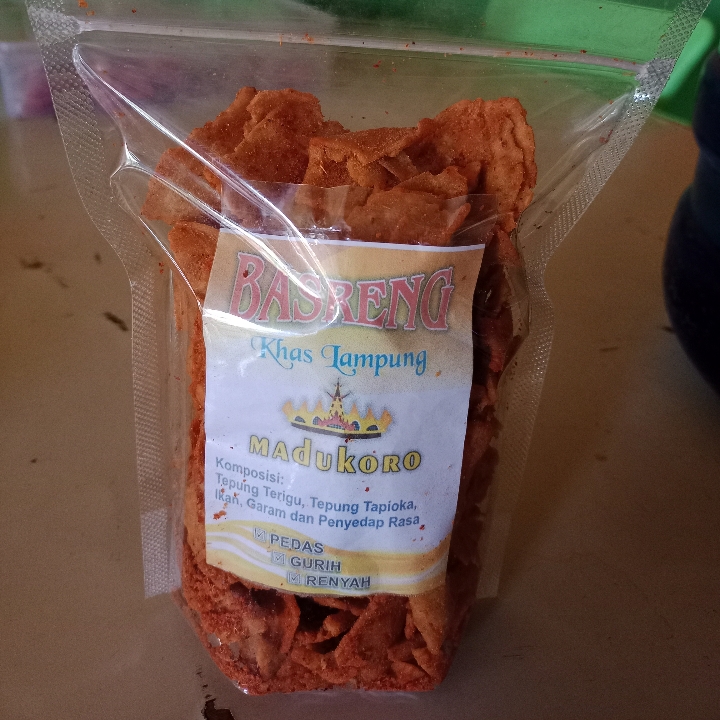 BASRENG
Khas Lampung
MAdukoro
Komposisi:
Tepung Terigu, Tepung Tapioka,
Ikan, Garam dan Penyedap Rasa
PEDAS
GURIH
RENYAH